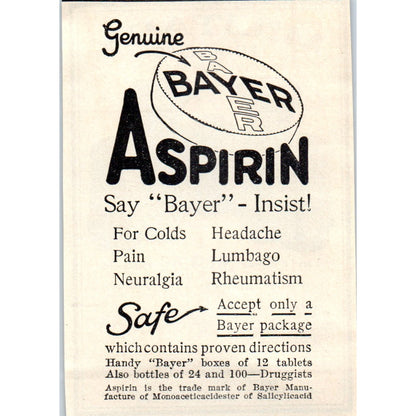 Genuine
BAYER
BAYER
ASPIRIN
Say "Bayer" - Insist!
For Colds Headache
Pain Lumbago
Neuralgia Rheumatism
Safe
Accept only a
Bayer package
which contains proven directions
Handy "Bayer" boxes of 12 tablets
Also bottles of 24 and 100—Druggists
Aspirin is the trade mark of Bayer Manu-
facture of Monoaceticacidester of Salicylicacid